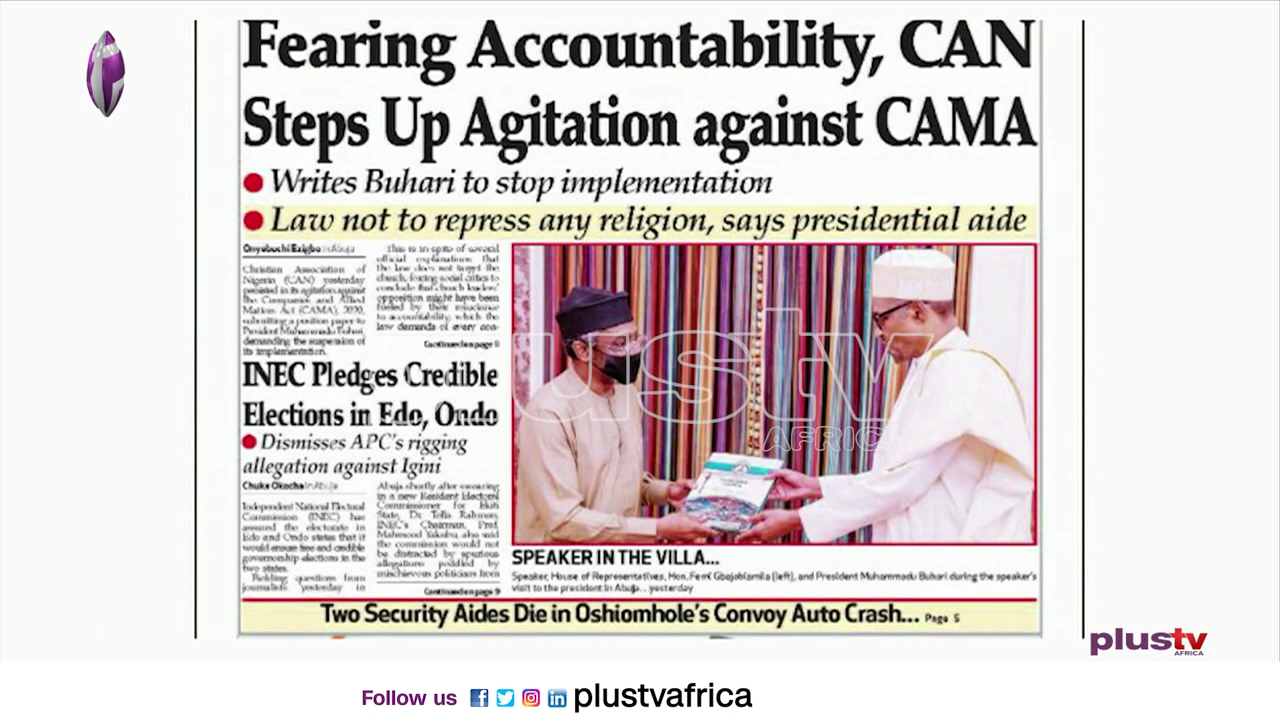 Fearing Accountability, CAN
Steps Up Agitation against CAMA
Writes Buhari to stop implementation
Law not to repress any religion, says presidential aide
Onyebuchi Ezigbo in Abuja
Christian Association of
Nigeria (CAN) yesterday
persisted in its agitation against
the Companies and Allied
Matters Act (CAMA), 2020,
submitting a position paper to
President Muhammadu Buhari,
demanding the suspension of
its implementation.
This is in spite of several
official explanations that
the law does not target the
church, forcing social critics to
conclude that church leaders'
opposition might have been
fueled by their reluctance
to accountability, which the
law demands of every
Continued on page
INEC Pledges Credible
Elections in Edo, Ondo
Dismisses APC's rigging
allegation against Igini
Chuks Okocha in Abuja
Independent National Electoral
Commission (INEC) has
assured the electorate in
Edo and Ondo states that it
would ensure free and credible
governorship elections in the
two states.
Fielding questions from
journalists yesterday in
Abuja shortly after swearing
in a new Resident Electoral
Commissioner for Ekiti
State, Dr. Tella Rahman,
INEC's Chairman, Prof.
Mahmood Yakubu, also said
the commission would not
be distracted by spurious
allegations peddled by
mischievous politicians from
Continued on page 9
SPEAKER IN THE VILLA...
Speaker, House of Representatives, Hon. Femi Gbajabiamila (left), and President Muhammadu Buhari during the speaker's
visit to the president in Abuja...yesterday
Two Security Aides Die in Oshiomhole's Convoy Auto Crash... Page 5
ustv
AFRICA
plustv
AFRICA
Follow us plustvafrica